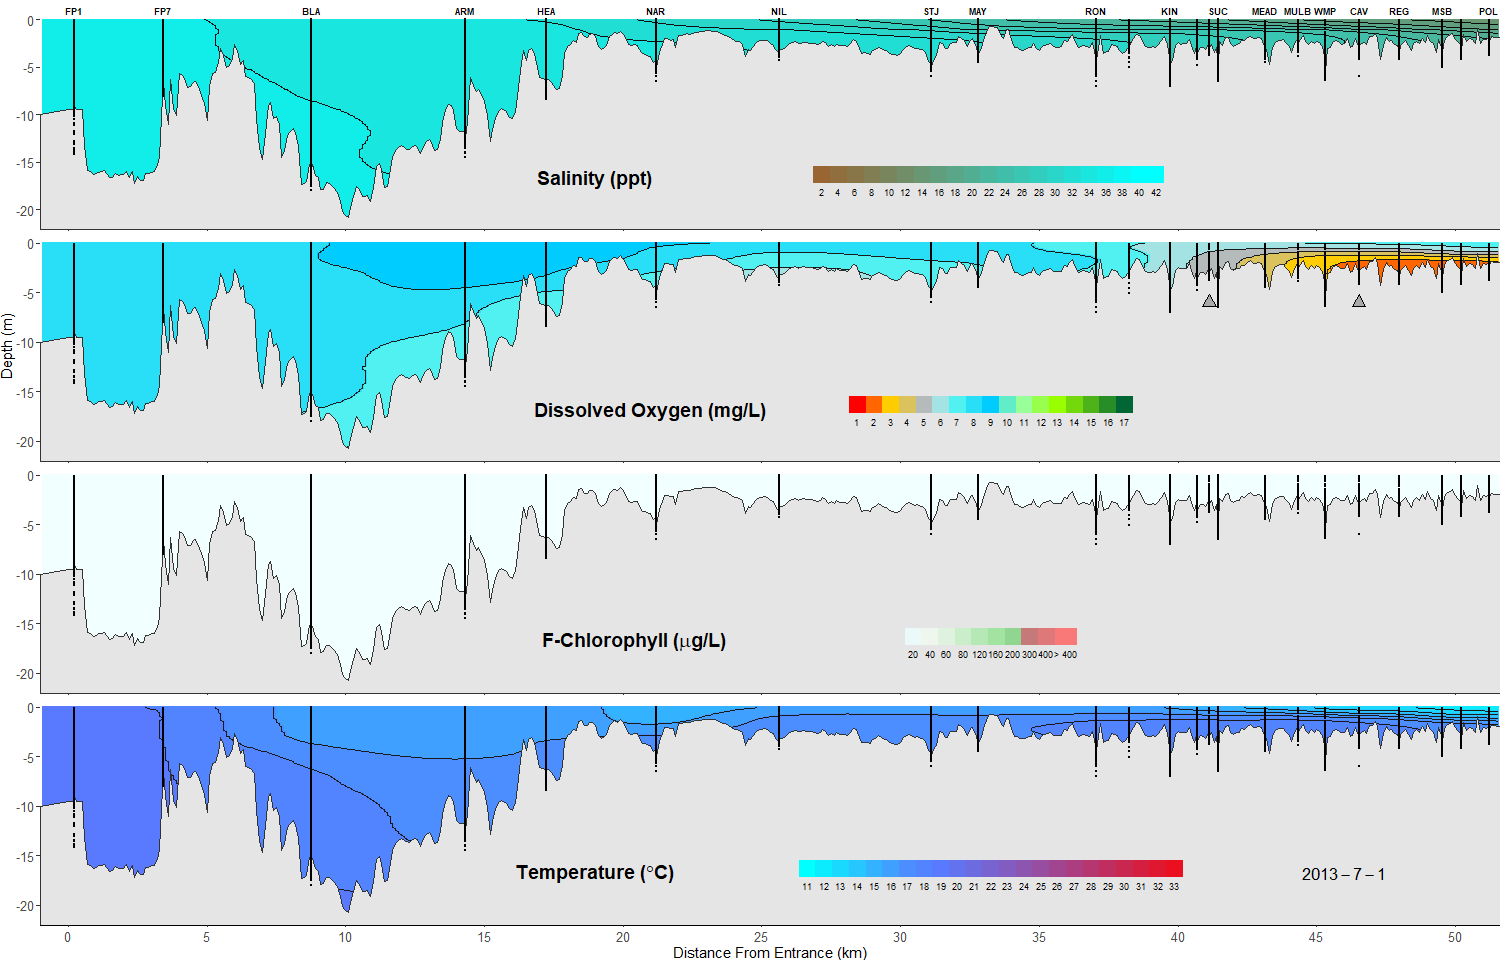 FP1 FP7 BLA ARM HEA NAR NIL STJ MAY RON KIN SUC MEAD MULB WMP CAV REG MSB POL
0
-5
-10
-15
-20
Salinity (ppt)
2 4 6 8 10 12 14 16 18 20 22 24 26 28 30 32 34 36 38 40 42
0
-5
-10
-15
-20
Dissolved Oxygen (mg/L)
1 2 3 4 5 6 7 8 9 10 11 12 13 14 15 16 17
Depth (m)
0
-5
-10
-15
-20
F-Chlorophyll (μg/L)
20 40 60 80 120 160 200 300 400 > 400
0
-5
-10
-15
-20
Temperature (°C)
11 12 13 14 15 16 17 18 19 20 21 22 23 24 25 26 27 28 29 30 31 32 33
2013 – 7 – 1
0 5 10 15 20 25 30 35 40 45 50
Distance From Entrance (km)